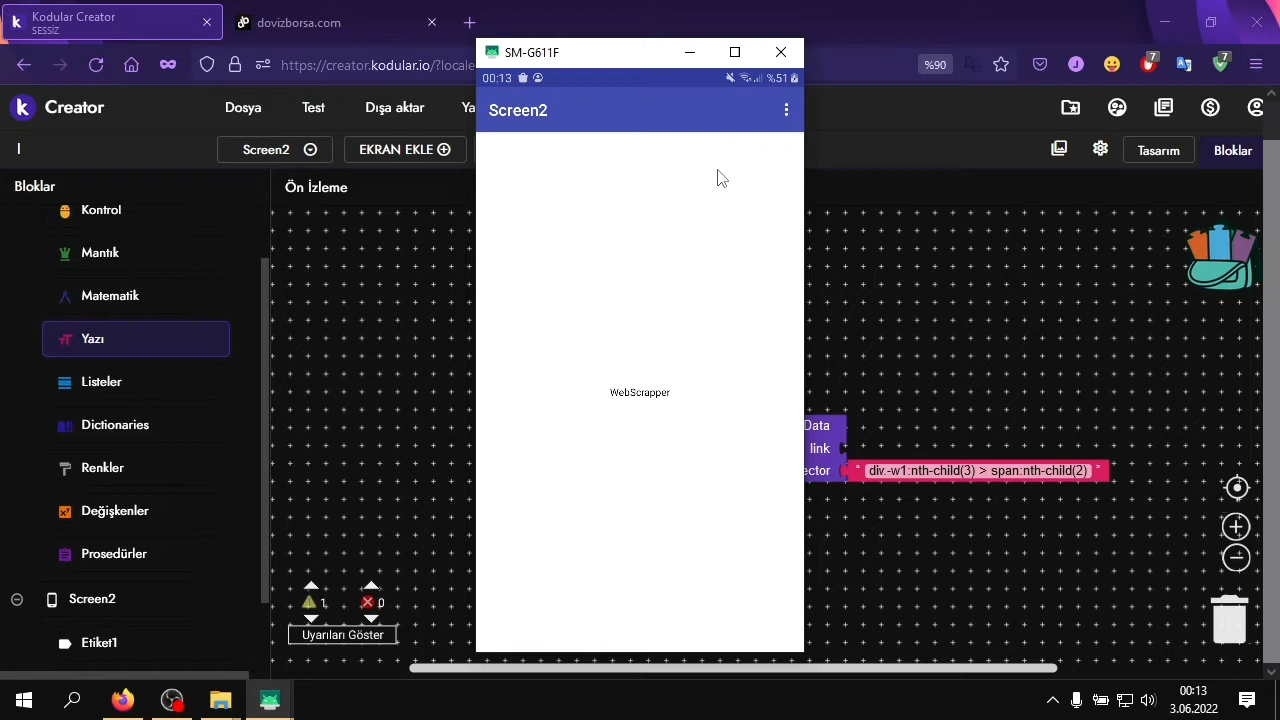 Kodular Creator
SESSİZ
dovizborsa.com
SM-G611F
https://creator.kodular.io/?locale
%90
7
7
00:13
%51
Creator
Dosya
Test
Dışa aktar
Ya
Screen2
I
Screen2
EKRAN EKLE
Tasarım
Bloklar
Bloklar
Ön İzleme
Kontrol
Mantık
Matematik
Yazı
Listeler
Dictionaries
Renkler
Değişkenler
Prosedürler
Screen2
Etiket1
WebScrapper
Data
link
ector
“ div.-w1:nth-child(3) > span:nth-child(2) ”
1
0
Uyarıları Göster
00:13
3.06.2022